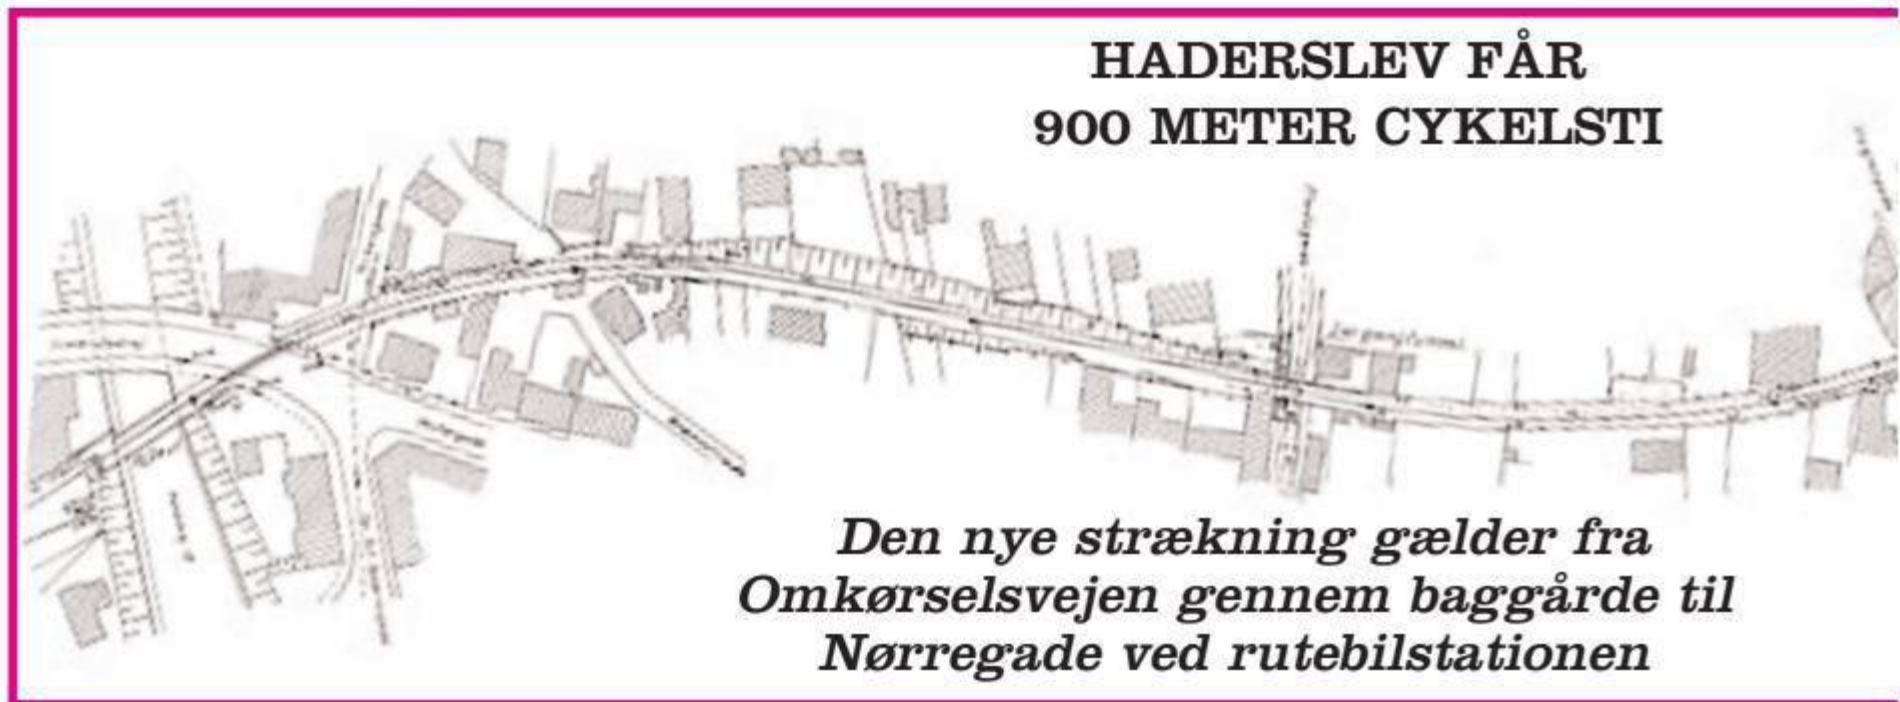 HADERSLEV FÅR
900 METER CYKELSTI
Den nye strækning gælder fra
Omkørselsvejen gennem baggårde til
Nørregade ved rutebilstationen